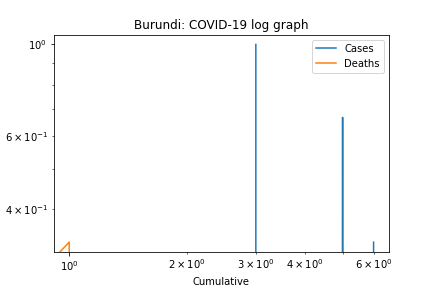 Burundi: COVID-19 log graph
Cases
Deaths
10⁰
6 × 10⁻¹
4 × 10⁻¹
10⁰
2 × 10⁰
3 × 10⁰
4 × 10⁰
6 × 10⁰
Cumulative